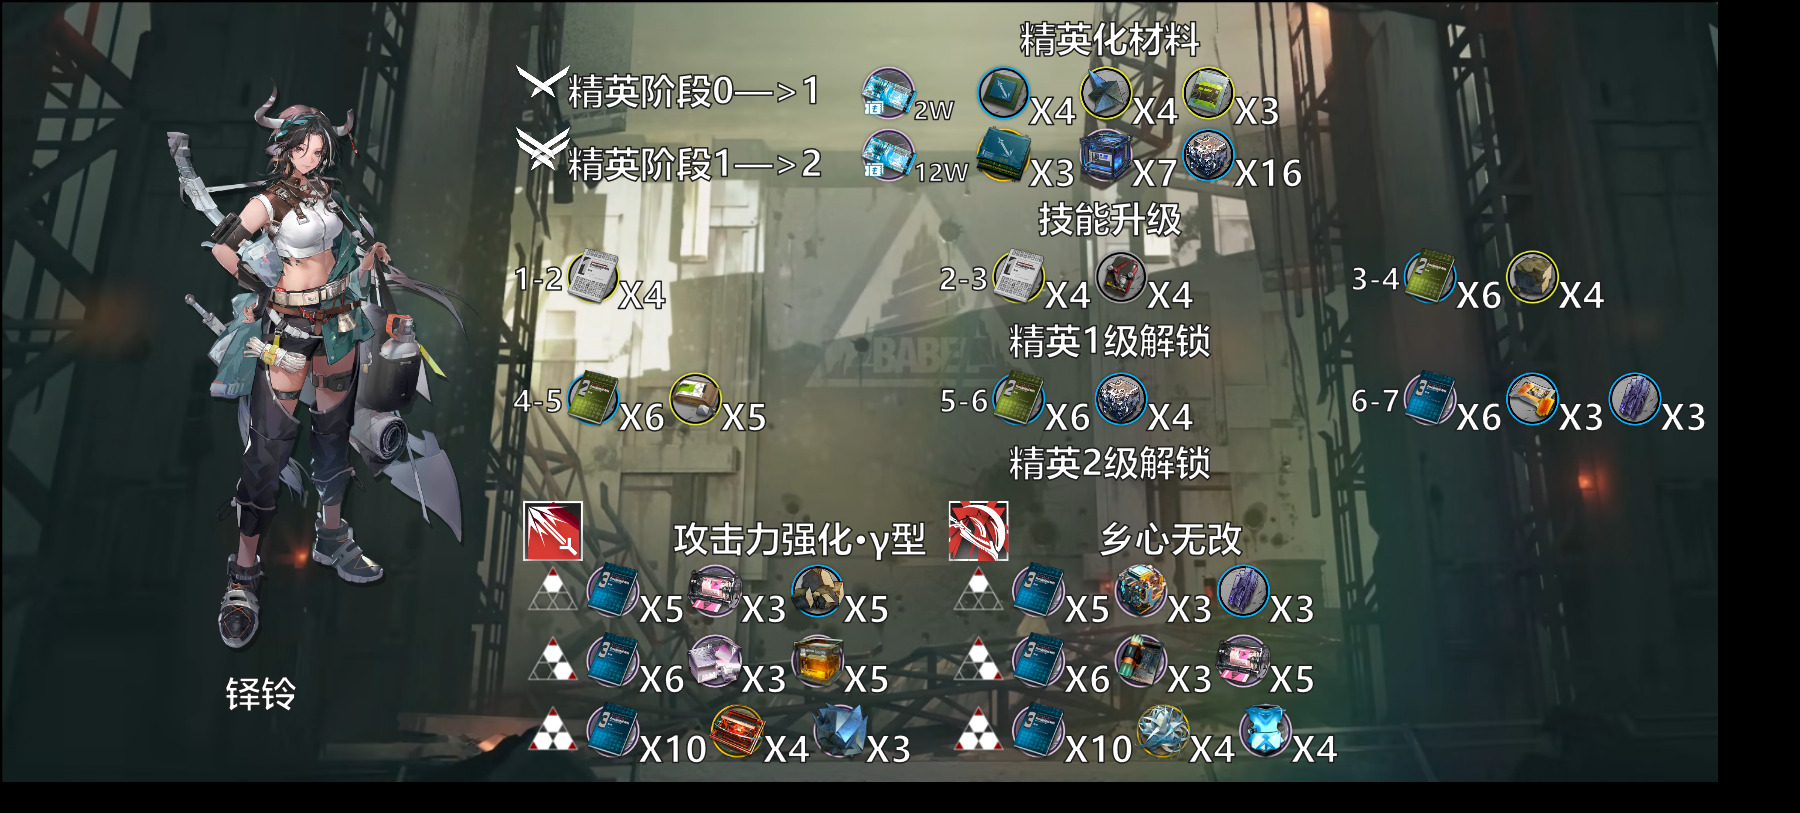 精英化材料
精英阶段0—>1 2W X4 X4 X3
精英阶段1—>2 12W X3 X7 X16
技能升级
1-2 X4 2-3 X4 X4 3-4 X6 X4
精英1级解锁
BABEL
4-5 X6 X5 5-6 X6 X4 6-7 X6 X3 X3
精英2级解锁
攻击力强化·γ型 乡心无改
X5 X3 X5 X5 X3 X3
X6 X3 X5 X6 X3 X5
铎铃
X10 X4 X3 X10 X4 X4